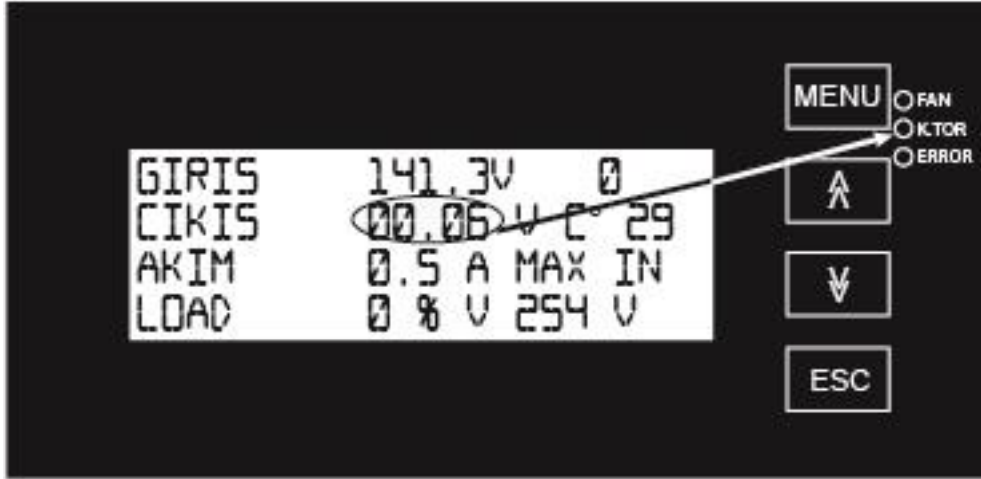 GIRIS 141.3V 0
CIKIS 00.06 V C° 29
AKIM 0.5 A MAX IN
LOAD 0 % V 254 V
MENU
FAN
K.TOR
ERROR
ESC